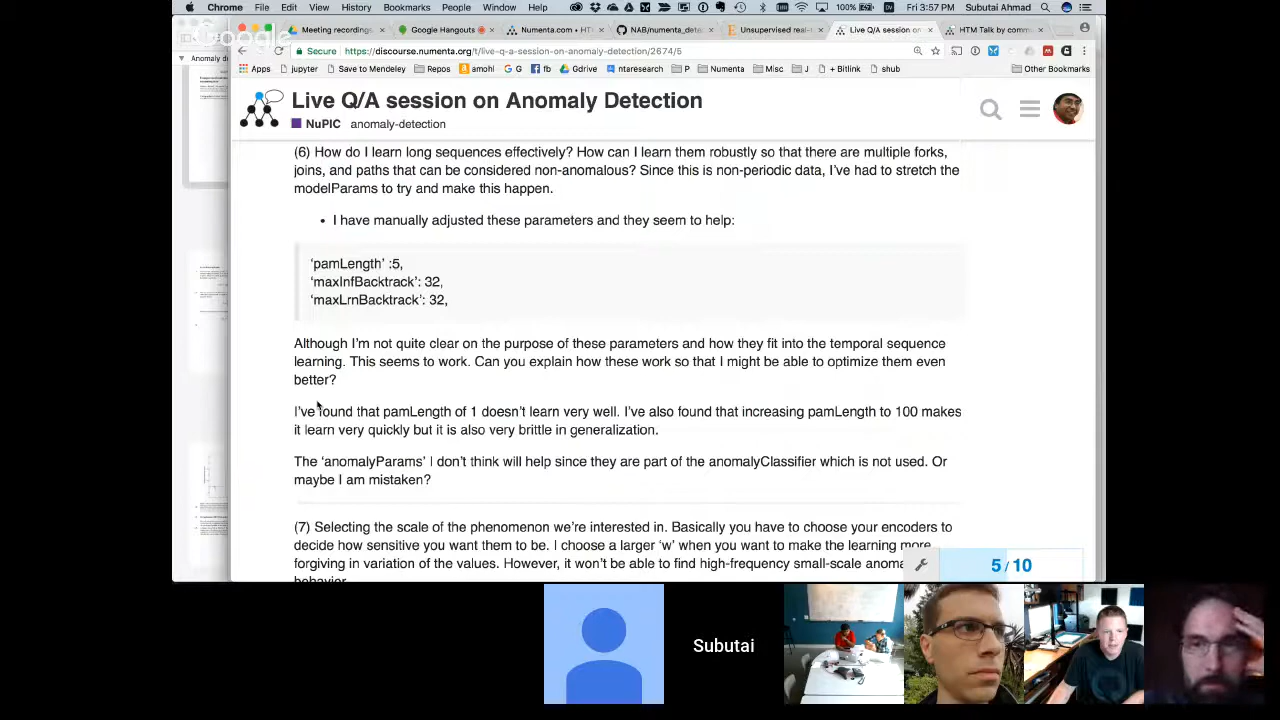 Chrome File Edit View History Bookmarks People Window Help
100% Fri 3:57 PM Subutai Ahmad
Meeting recording Google Hangouts Numenta.com • HT NAB/numenta_de Unsupervised real- Live Q/A session on HTM Talk by comm
Secure https://discourse.numenta.org/t/live-q-a-session-on-anomaly-detection/2674/5
Anomaly de
Apps jupyter Save to Mendeley Repos amohi G fb Gdrive ntereach P Numenta Misc J + Bitlink shub Other Bookmarks
Live Q/A session on Anomaly Detection
NuPIC anomaly-detection
(6) How do I learn long sequences effectively? How can I learn them robustly so that there are multiple forks,
joins, and paths that can be considered non-anomalous? Since this is non-periodic data, I've had to stretch the
modelParams to try and make this happen.
• I have manually adjusted these parameters and they seem to help:
‘pamLength’ :5,
‘maxInfBacktrack’: 32,
‘maxLrnBacktrack’: 32,
Although I'm not quite clear on the purpose of these parameters and how they fit into the temporal sequence
learning. This seems to work. Can you explain how these work so that I might be able to optimize them even
better?
I've found that pamLength of 1 doesn't learn very well. I've also found that increasing pamLength to 100 makes
it learn very quickly but it is also very brittle in generalization.
The ‘anomalyParams’ I don't think will help since they are part of the anomalyClassifier which is not used. Or
maybe I am mistaken?
(7) Selecting the scale of the phenomenon you're interested in. Basically you have to choose your encoders to
decide how sensitive you want them to be. I choose a larger ‘w’ when you want to make the learning more
forgiving in variation of the values. However, it won't be able to find high-frequency small-scale anoma
behavior
5 / 10
Subutai